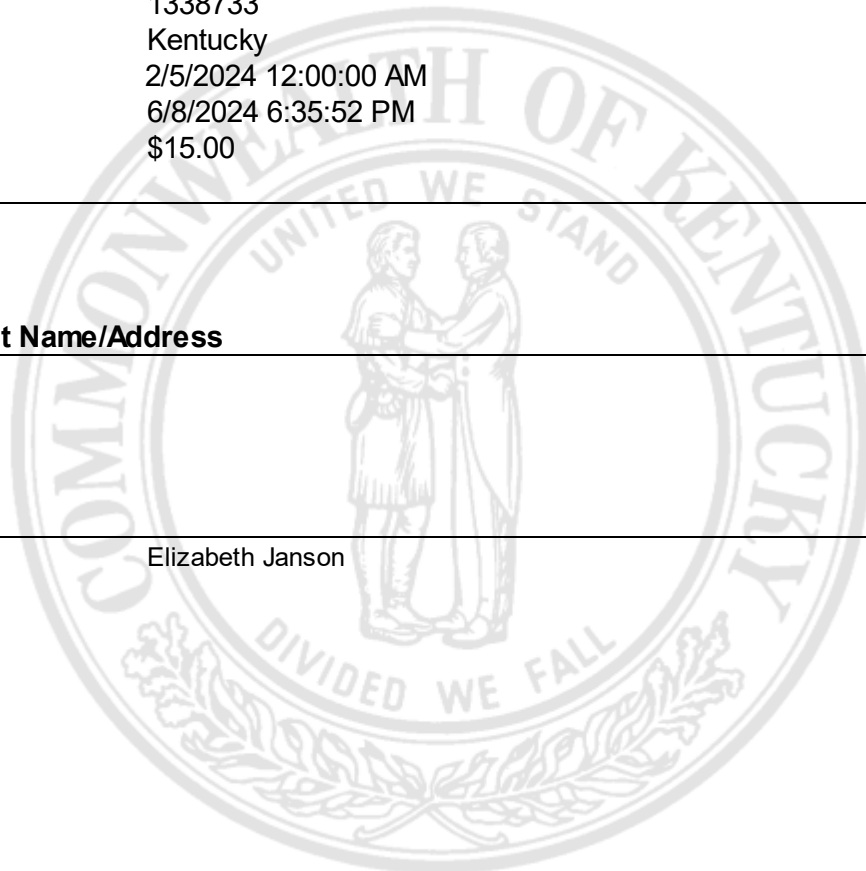 1338733
Kentucky
2/5/2024 12:00:00 AM
6/8/2024 6:35:52 PM
$15.00
t Name/Address
Elizabeth Janson
COMMONWEALTH OF KENTUCKY
UNITED WE STAND
DIVIDED WE FALL